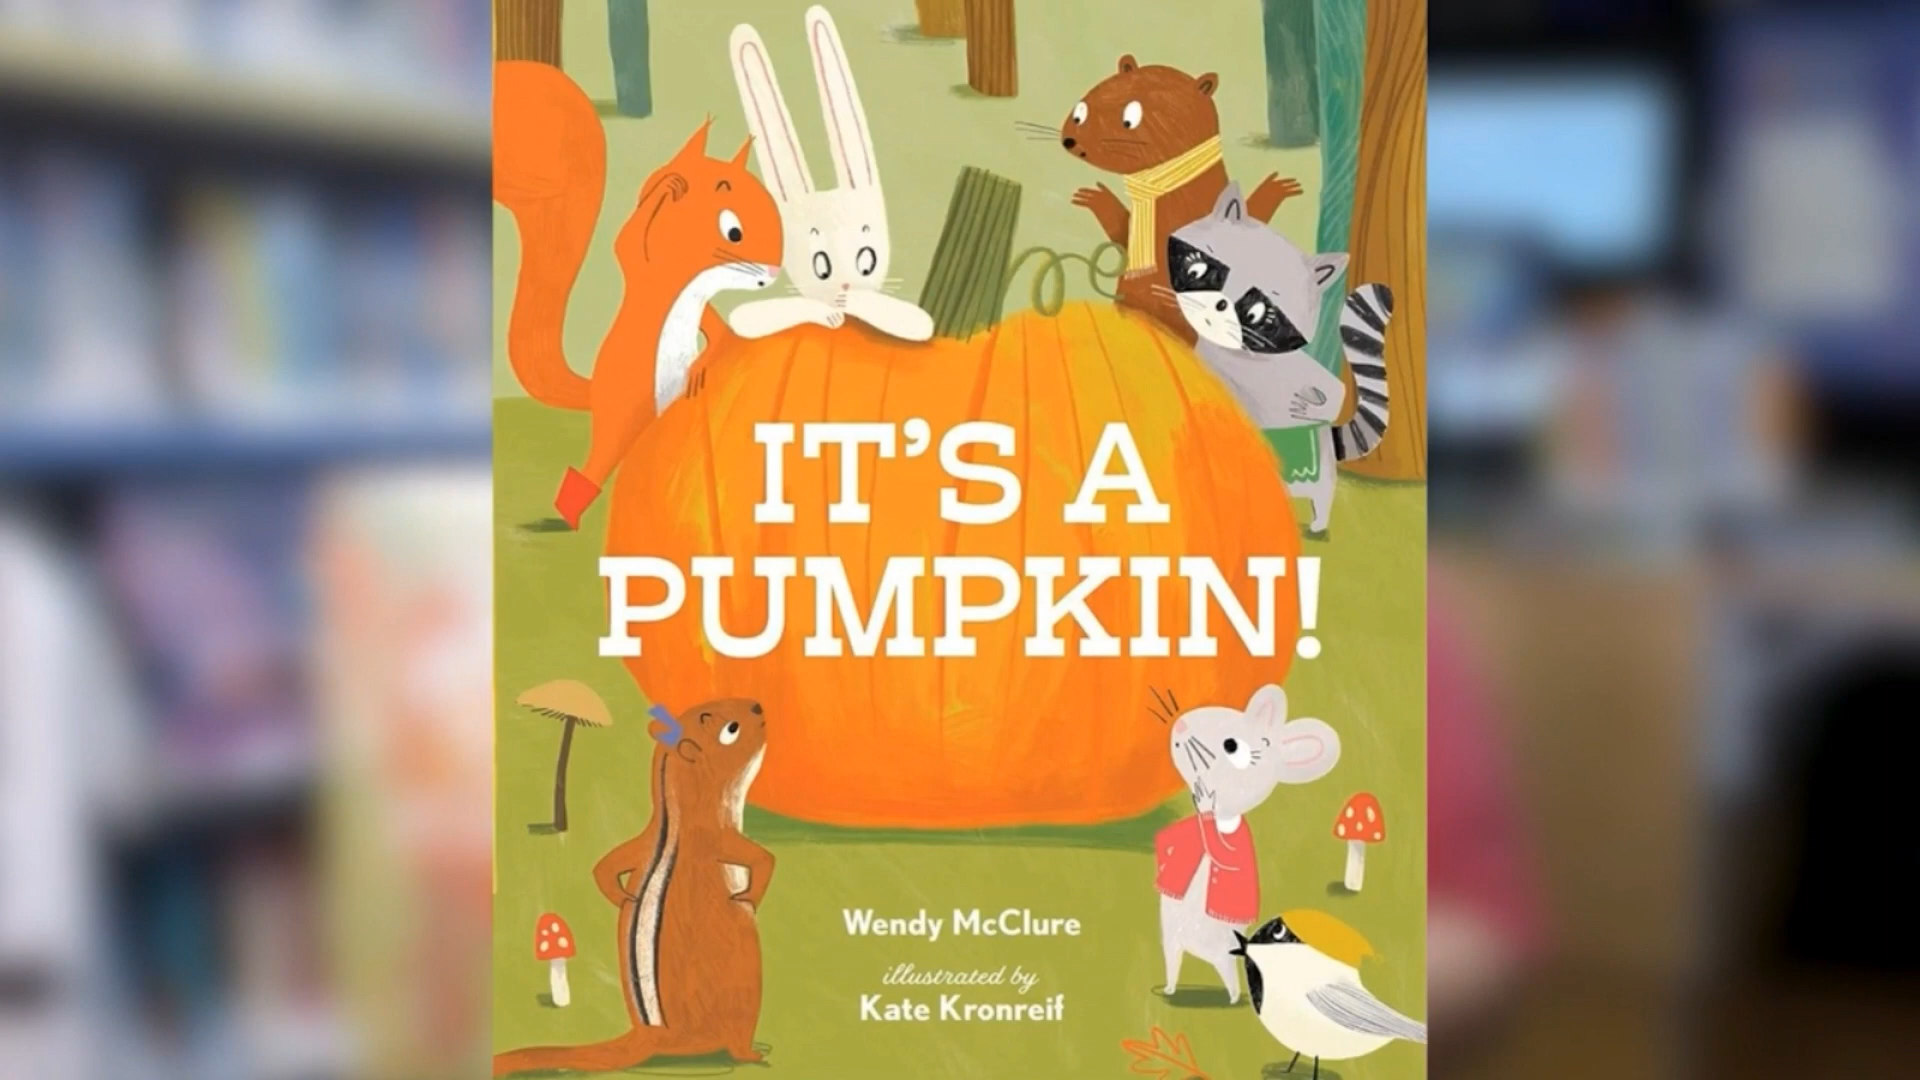 IT'S A
PUMPKIN!
Wendy McClure
illustrated by
Kate Kronreif